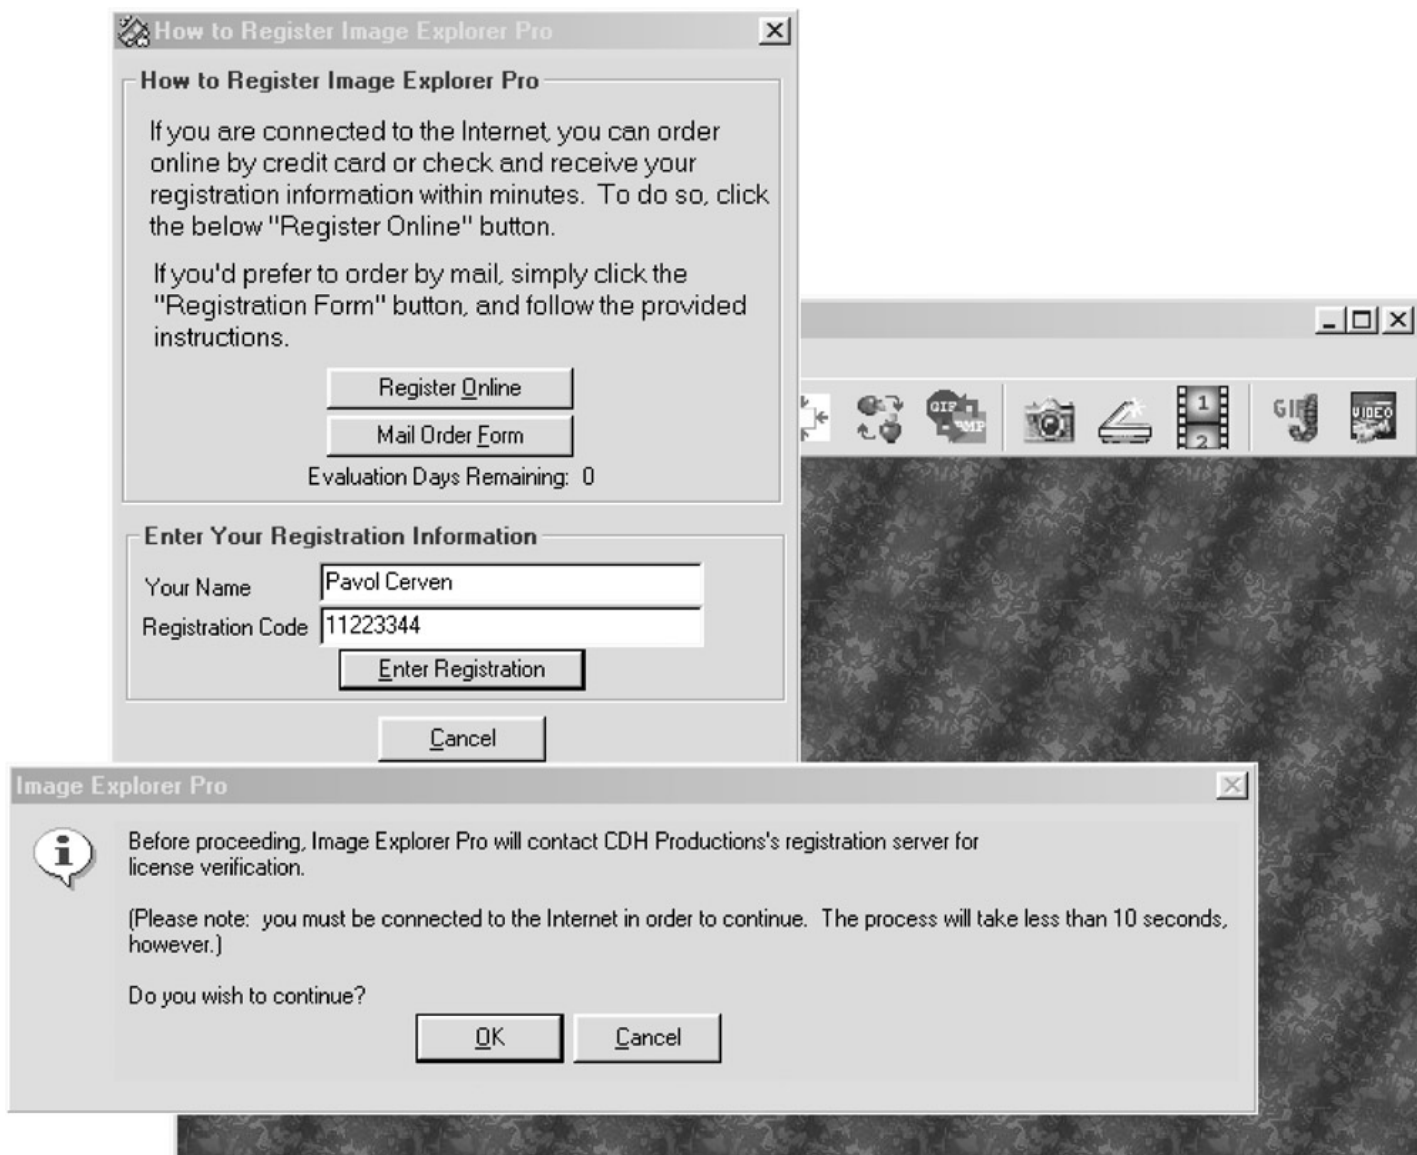 How to Register Image Explorer Pro
How to Register Image Explorer Pro
If you are connected to the Internet, you can order
online by credit card or check and receive your
registration information within minutes. To do so, click
the below "Register Online" button.
If you'd prefer to order by mail, simply click the
"Registration Form" button, and follow the provided
instructions.
Register Online
Mail Order Form
Evaluation Days Remaining: 0
GIF
BMP
1
2
GIF
VIDEO
Enter Your Registration Information
Your Name Pavol Cerven
Registration Code 11223344
Enter Registration
Cancel
Image Explorer Pro
Before proceeding, Image Explorer Pro will contact CDH Productions's registration server for
license verification.
(Please note: you must be connected to the Internet in order to continue. The process will take less than 10 seconds,
however.)
Do you wish to continue?
OK Cancel